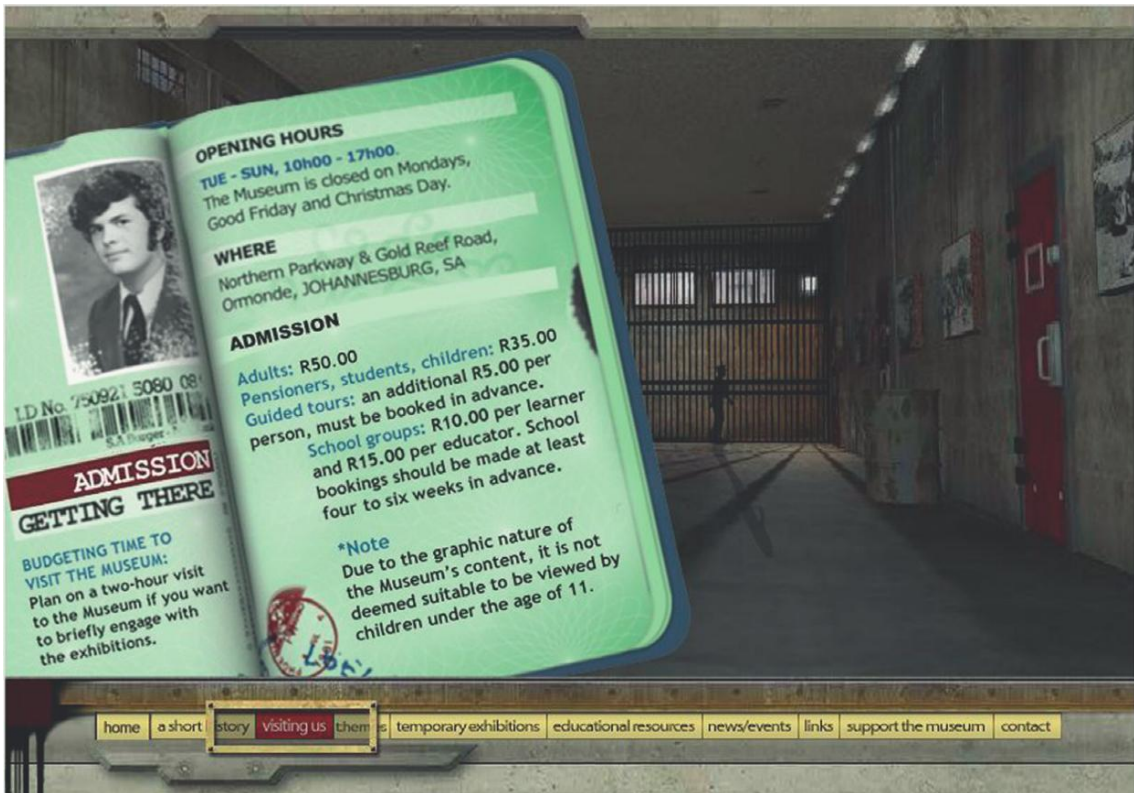 I.D No. 750921 5080 08
ADMISSION
GETTING THERE
BUDGETING TIME TO
VISIT THE MUSEUM:
Plan on a two-hour visit
to the Museum if you want
to briefly engage with
the exhibitions.
OPENING HOURS
TUE - SUN, 10h00 - 17h00.
The Museum is closed on Mondays,
Good Friday and Christmas Day.
WHERE
Northern Parkway & Gold Reef Road,
Ormonde, JOHANNESBURG, SA
ADMISSION
Adults: R50.00
Pensioners, students, children: R35.00
Guided tours: an additional R5.00 per
person, must be booked in advance.
School groups: R10.00 per learner
and R15.00 per educator. School
bookings should be made at least
four to six weeks in advance.
*Note
Due to the graphic nature of
the Museum's content, it is not
deemed suitable to be viewed by
children under the age of 11.
home a short history visiting us themes temporary exhibitions educational resources news/events links support the museum contact